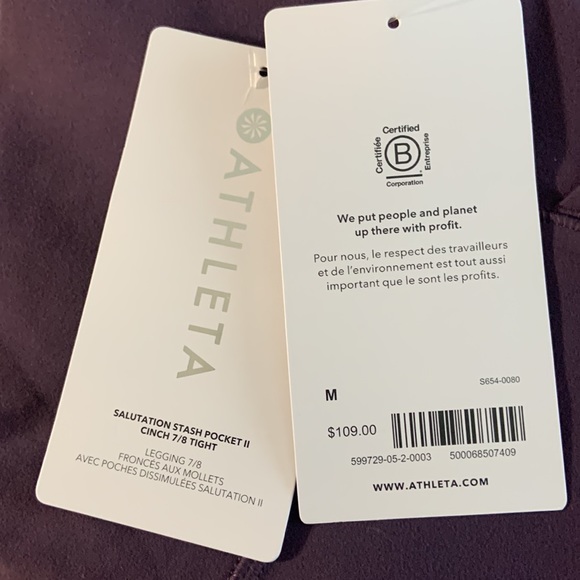 ATHLETA
SALUTATION STASH POCKET II
CINCH 7/8 TIGHT
LEGGING 7/8
FRONCÉS AUX MOLLETS
AVEC POCHES DISSIMULÉES SALUTATION II
Certified
Certifiée
B
Entreprise
Corporation
We put people and planet
up there with profit.
Pour nous, le respect des travailleurs
et de l'environnement est tout aussi
important que le sont les profits.
M
S654-0080
$109.00
599729-05-2-0003 500068507409
WWW.ATHLETA.COM